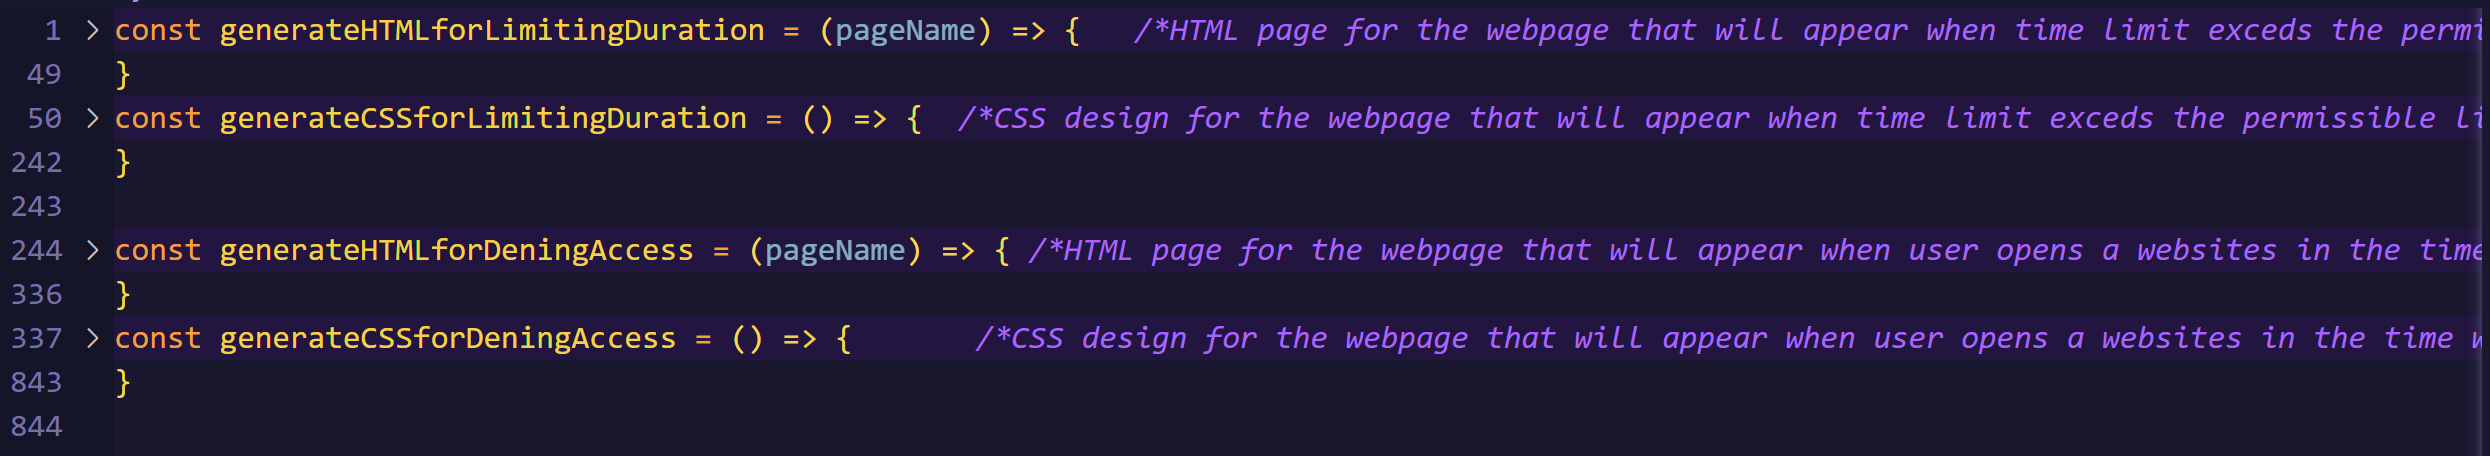 1 > const generateHTMLforLimitingDuration = (pageName) => { /*HTML page for the webpage that will appear when time limit exceds the permi
49 }
50 > const generateCSSforLimitingDuration = () => { /*CSS design for the webpage that will appear when time limit exceds the permissible li
242 }
243
244 > const generateHTMLforDeningAccess = (pageName) => { /*HTML page for the webpage that will appear when user opens a websites in the time
336 }
337 > const generateCSSforDeningAccess = () => { /*CSS design for the webpage that will appear when user opens a websites in the time w
843 }
844